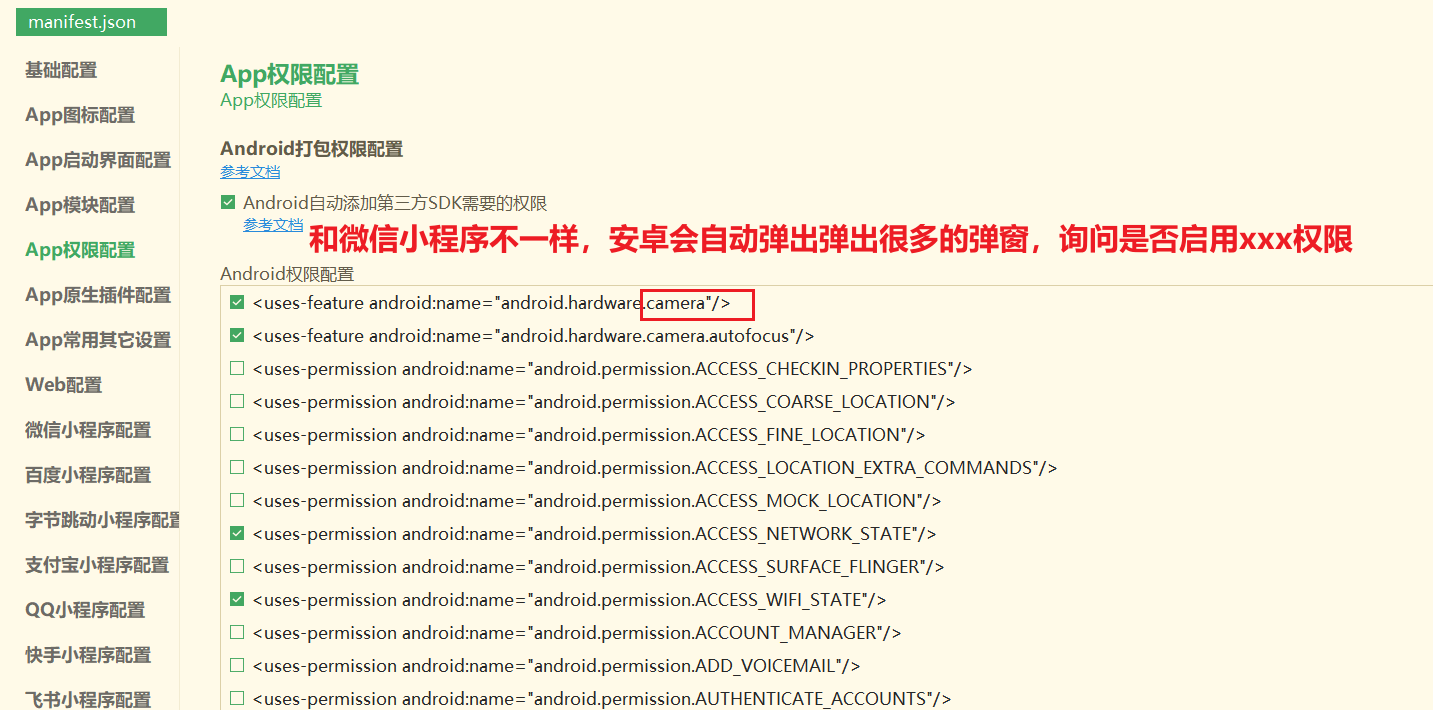 manifest.json
基础配置
App图标配置
App启动界面配置
App模块配置
App权限配置
App原生插件配置
App常用其它设置
Web配置
微信小程序配置
百度小程序配置
字节跳动小程序配置
支付宝小程序配置
QQ小程序配置
快手小程序配置
飞书小程序配置
App权限配置
App权限配置
Android打包权限配置
参考文档
Android自动添加第三方SDK需要的权限
参考文档
和微信小程序不一样，安卓会自动弹出弹出很多的弹窗，询问是否启用xxx权限
Android权限配置
<uses-feature android:name="android.hardware.camera"/>
<uses-feature android:name="android.hardware.camera.autofocus"/>
<uses-permission android:name="android.permission.ACCESS_CHECKIN_PROPERTIES"/>
<uses-permission android:name="android.permission.ACCESS_COARSE_LOCATION"/>
<uses-permission android:name="android.permission.ACCESS_FINE_LOCATION"/>
<uses-permission android:name="android.permission.ACCESS_LOCATION_EXTRA_COMMANDS"/>
<uses-permission android:name="android.permission.ACCESS_MOCK_LOCATION"/>
<uses-permission android:name="android.permission.ACCESS_NETWORK_STATE"/>
<uses-permission android:name="android.permission.ACCESS_SURFACE_FLINGER"/>
<uses-permission android:name="android.permission.ACCESS_WIFI_STATE"/>
<uses-permission android:name="android.permission.ACCOUNT_MANAGER"/>
<uses-permission android:name="android.permission.ADD_VOICEMAIL"/>
<uses-permission android:name="android.permission.AUTHENTICATE_ACCOUNTS"/>